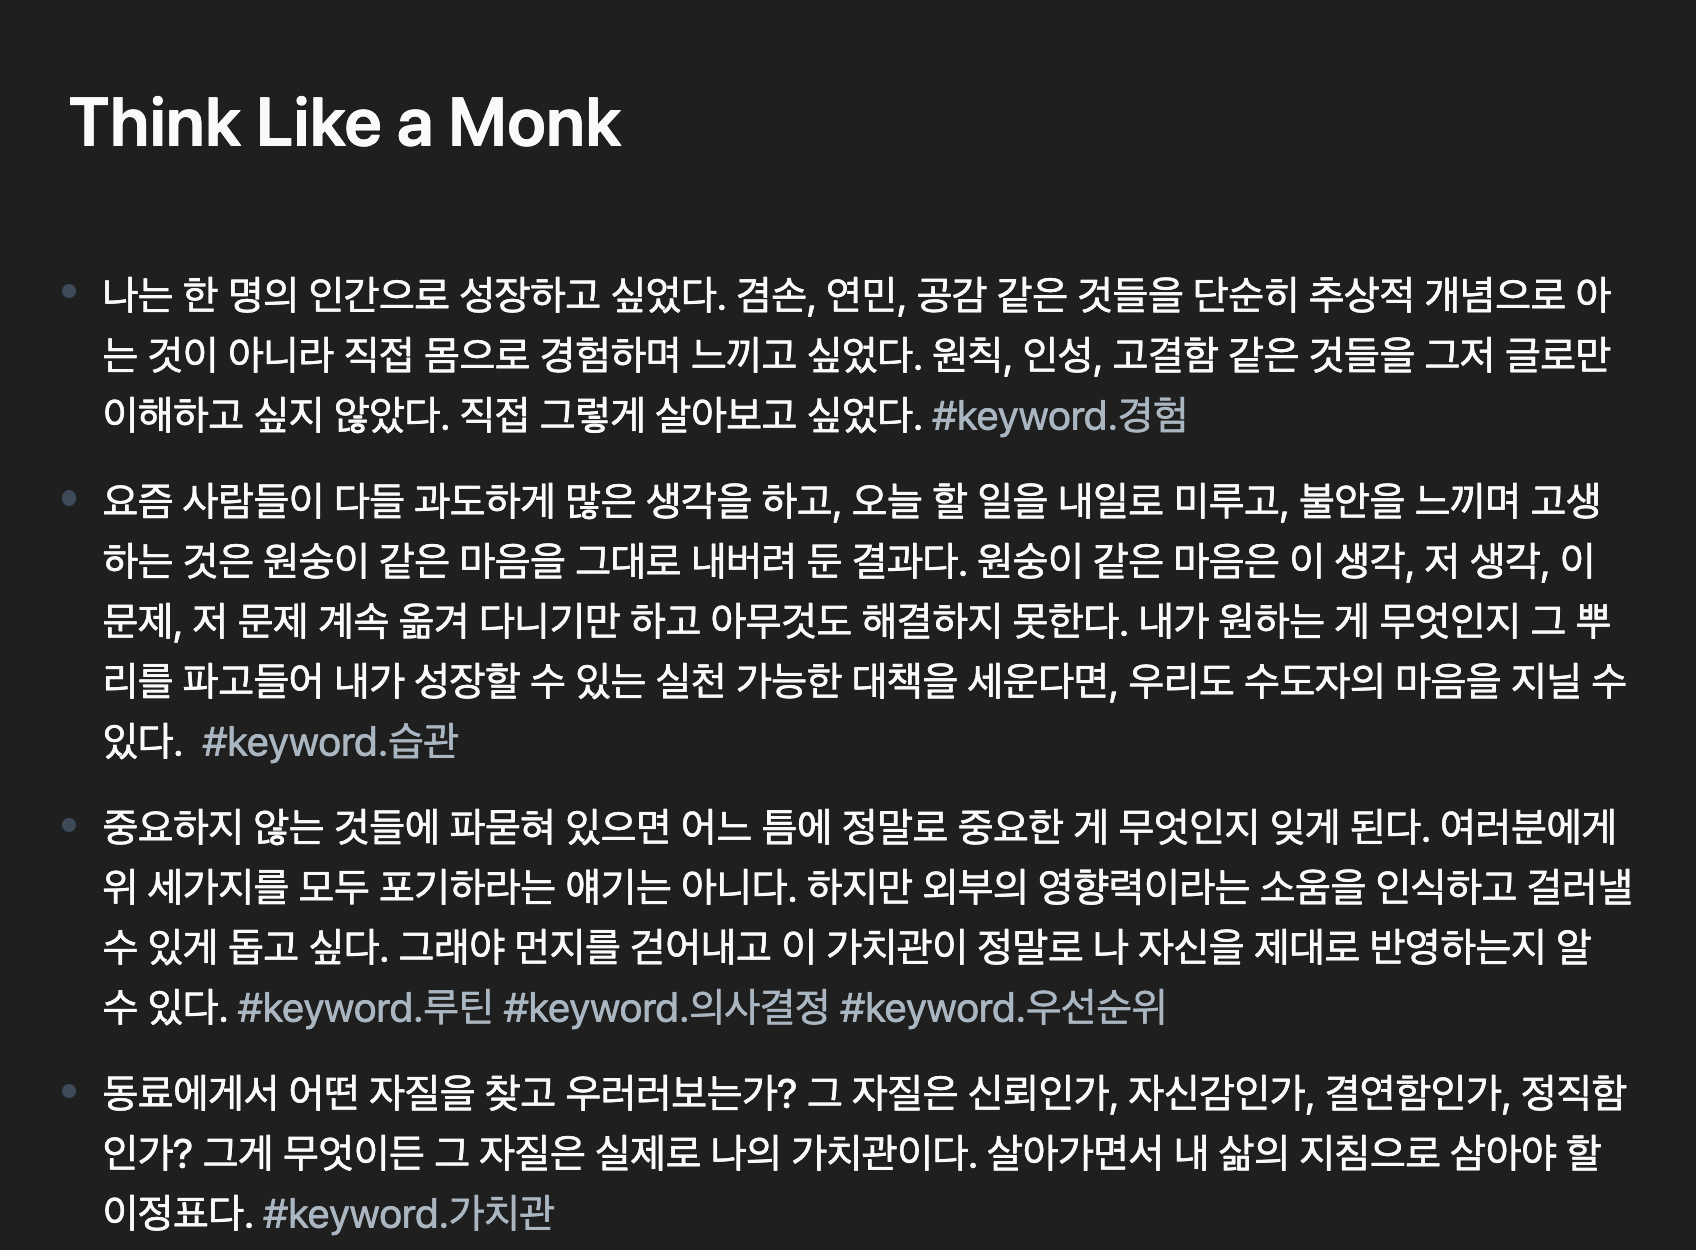 Think Like a Monk
나는 한 명의 인간으로 성장하고 싶었다. 겸손, 연민, 공감 같은 것들을 단순히 추상적 개념으로 아
는 것이 아니라 직접 몸으로 경험하며 느끼고 싶었다. 원칙, 인성, 고결함 같은 것들을 그저 글로만
이해하고 싶지 않았다. 직접 그렇게 살아보고 싶었다. #keyword.경험
요즘 사람들이 다들 과도하게 많은 생각을 하고, 오늘 할 일을 내일로 미루고, 불안을 느끼며 고생
하는 것은 원숭이 같은 마음을 그대로 내버려 둔 결과다. 원숭이 같은 마음은 이 생각, 저 생각, 이
문제, 저 문제 계속 옮겨 다니기만 하고 아무것도 해결하지 못한다. 내가 원하는 게 무엇인지 그 뿌
리를 파고들어 내가 성장할 수 있는 실천 가능한 대책을 세운다면, 우리도 수도자의 마음을 지닐 수
있다. #keyword.습관
중요하지 않는 것들에 파묻혀 있으면 어느 틈에 정말로 중요한 게 무엇인지 잊게 된다. 여러분에게
위 세가지를 모두 포기하라는 얘기는 아니다. 하지만 외부의 영향력이라는 소움을 인식하고 걸러낼
수 있게 돕고 싶다. 그래야 먼지를 걷어내고 이 가치관이 정말로 나 자신을 제대로 반영하는지 알
수 있다. #keyword.루틴 #keyword.의사결정 #keyword.우선순위
동료에게서 어떤 자질을 찾고 우러러보는가? 그 자질은 신뢰인가, 자신감인가, 결연함인가, 정직함
인가? 그게 무엇이든 그 자질은 실제로 나의 가치관이다. 살아가면서 내 삶의 지침으로 삼아야 할
이정표다. #keyword.가치관